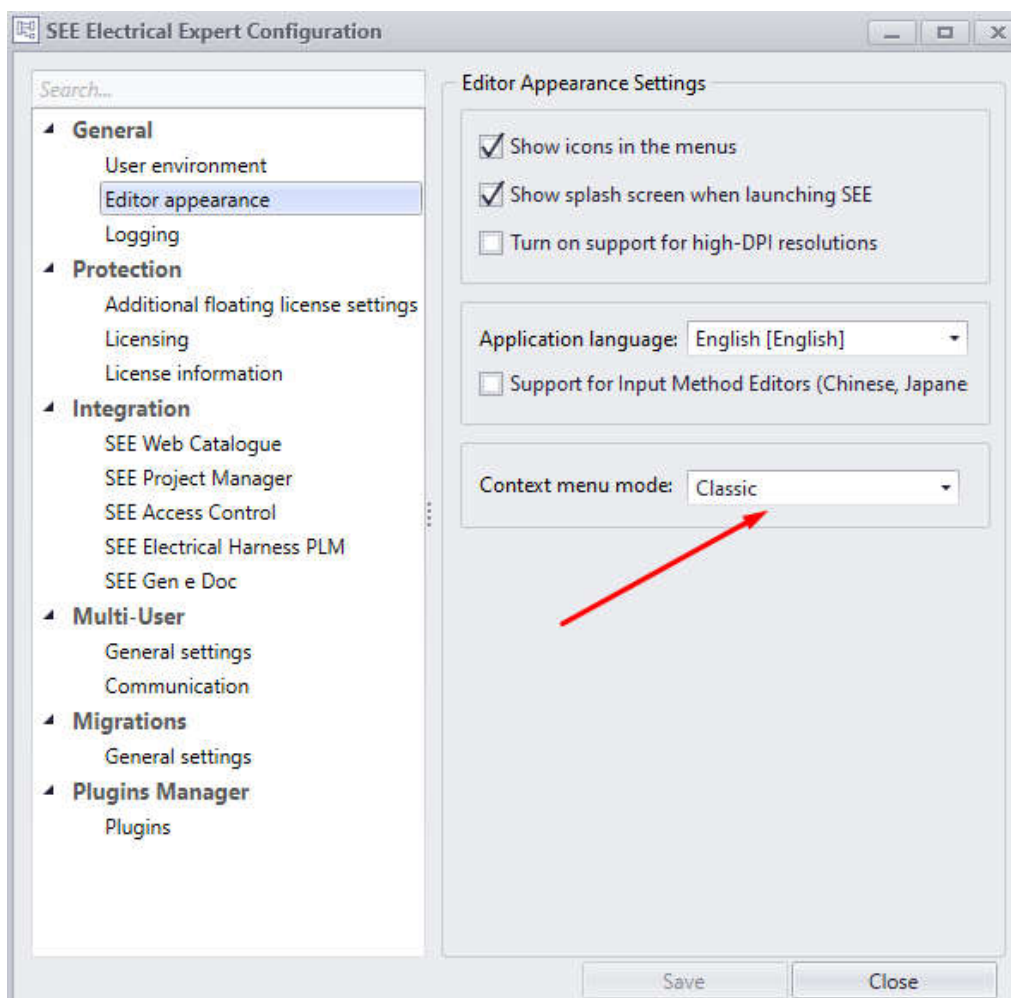 SEE Electrical Expert Configuration
Search...
General
User environment
Editor appearance
Logging
Protection
Additional floating license settings
Licensing
License information
Integration
SEE Web Catalogue
SEE Project Manager
SEE Access Control
SEE Electrical Harness PLM
SEE Gen e Doc
Multi-User
General settings
Communication
Migrations
General settings
Plugins Manager
Plugins
Editor Appearance Settings
Show icons in the menus
Show splash screen when launching SEE
Turn on support for high-DPI resolutions
Application language: English [English]
Support for Input Method Editors (Chinese, Japane
Context menu mode: Classic
Save Close